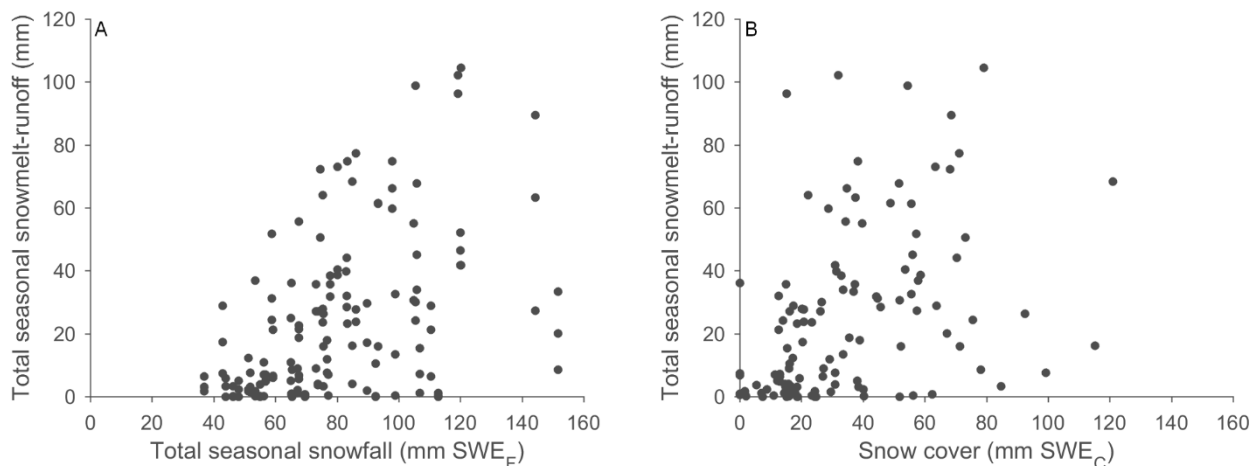 A
Total seasonal snowmelt-runoff (mm)
120
100
80
60
40
20
0
0 20 40 60 80 100 120 140 160
Total seasonal snowfall (mm SWE_F)
B
Total seasonal snowmelt-runoff (mm)
120
100
80
60
40
20
0
0 20 40 60 80 100 120 140 160
Snow cover (mm SWE_C)